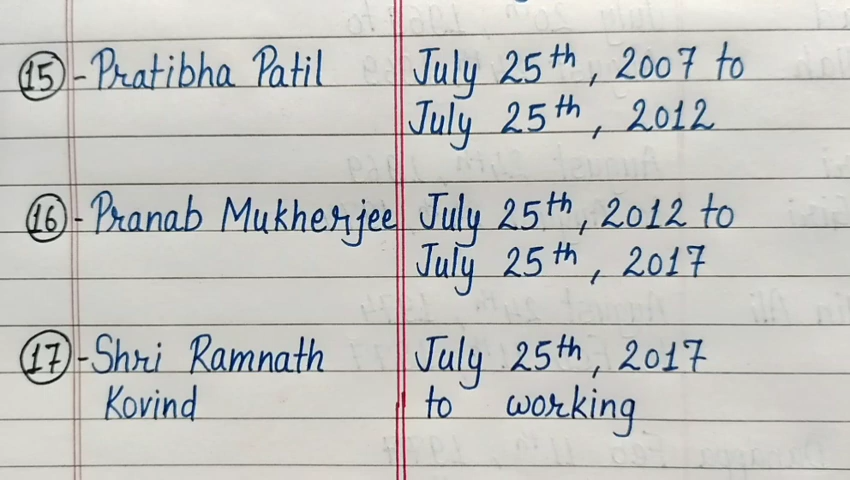 15 - Pratibha Patil July 25th, 2007 to
July 25th, 2012
16 - Pranab Mukherjee July 25th, 2012 to
July 25th, 2017
17 - Shri Ramnath July 25th, 2017
Kovind to working